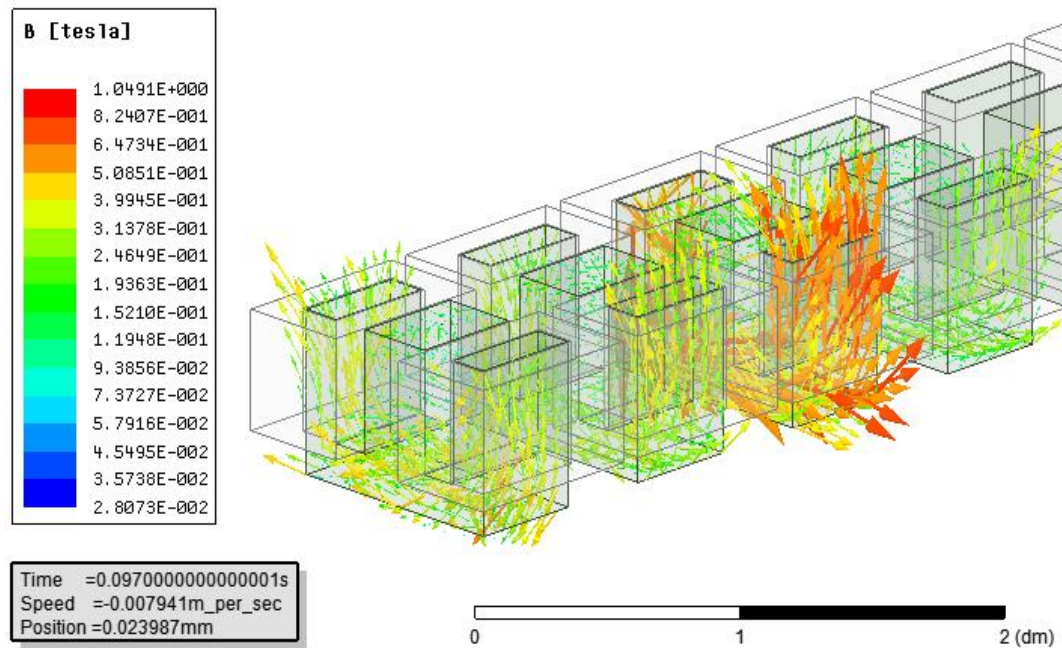 B [tesla]
1.0491E+000
8.2407E-001
6.4734E-001
5.0851E-001
3.9945E-001
3.1378E-001
2.4649E-001
1.9363E-001
1.5210E-001
1.1948E-001
9.3856E-002
7.3727E-002
5.7916E-002
4.5495E-002
3.5738E-002
2.8073E-002
Time =0.0970000000000001s
Speed =-0.007941m_per_sec
Position =0.023987mm
0 1 2 (dm)